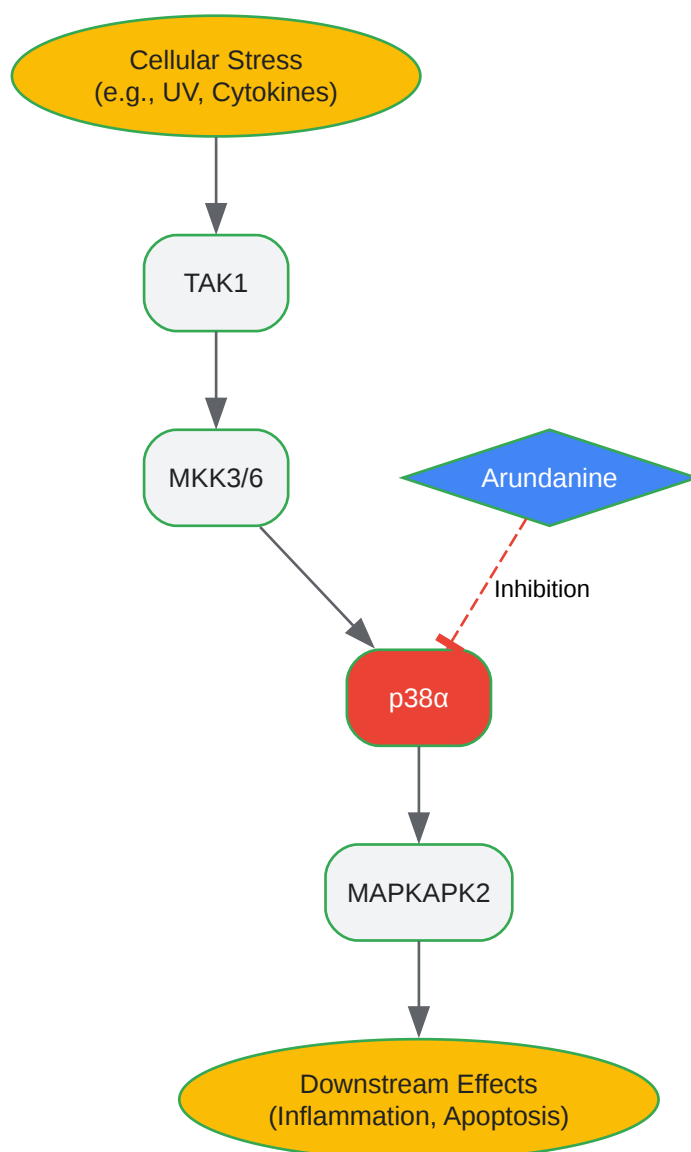 Cellular Stress
(e.g., UV, Cytokines)
TAK1
MKK3/6
Arundanine
Inhibition
p38α
MAPKAPK2
Downstream Effects
(Inflammation, Apoptosis)